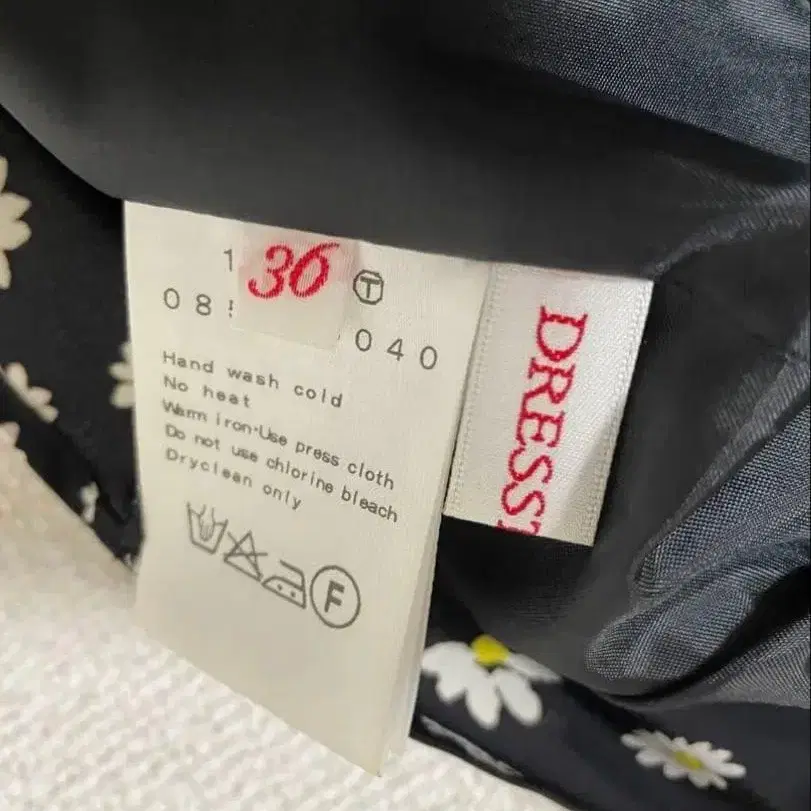 1 36 Ⓣ
08
040
Hand wash cold
No heat
Warm iron·Use press cloth
Do not use chlorine bleach
Dryclean only
F
DRESS